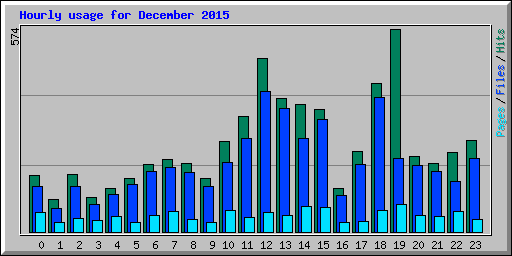 Hourly usage for December 2015
574
Pages/Files/Hits
0 1 2 3 4 5 6 7 8 9 10 11 12 13 14 15 16 17 18 19 20 21 22 23